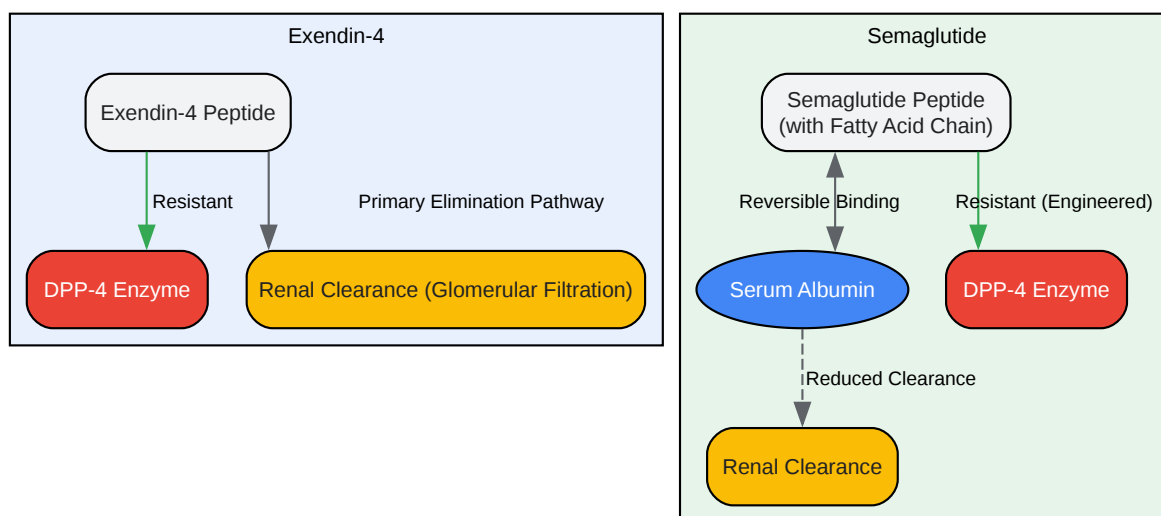 Exendin-4
Exendin-4 Peptide
Resistant
Primary Elimination Pathway
DPP-4 Enzyme
Renal Clearance (Glomerular Filtration)
Semaglutide
Semaglutide Peptide
(with Fatty Acid Chain)
Reversible Binding
Resistant (Engineered)
Serum Albumin
DPP-4 Enzyme
Reduced Clearance
Renal Clearance